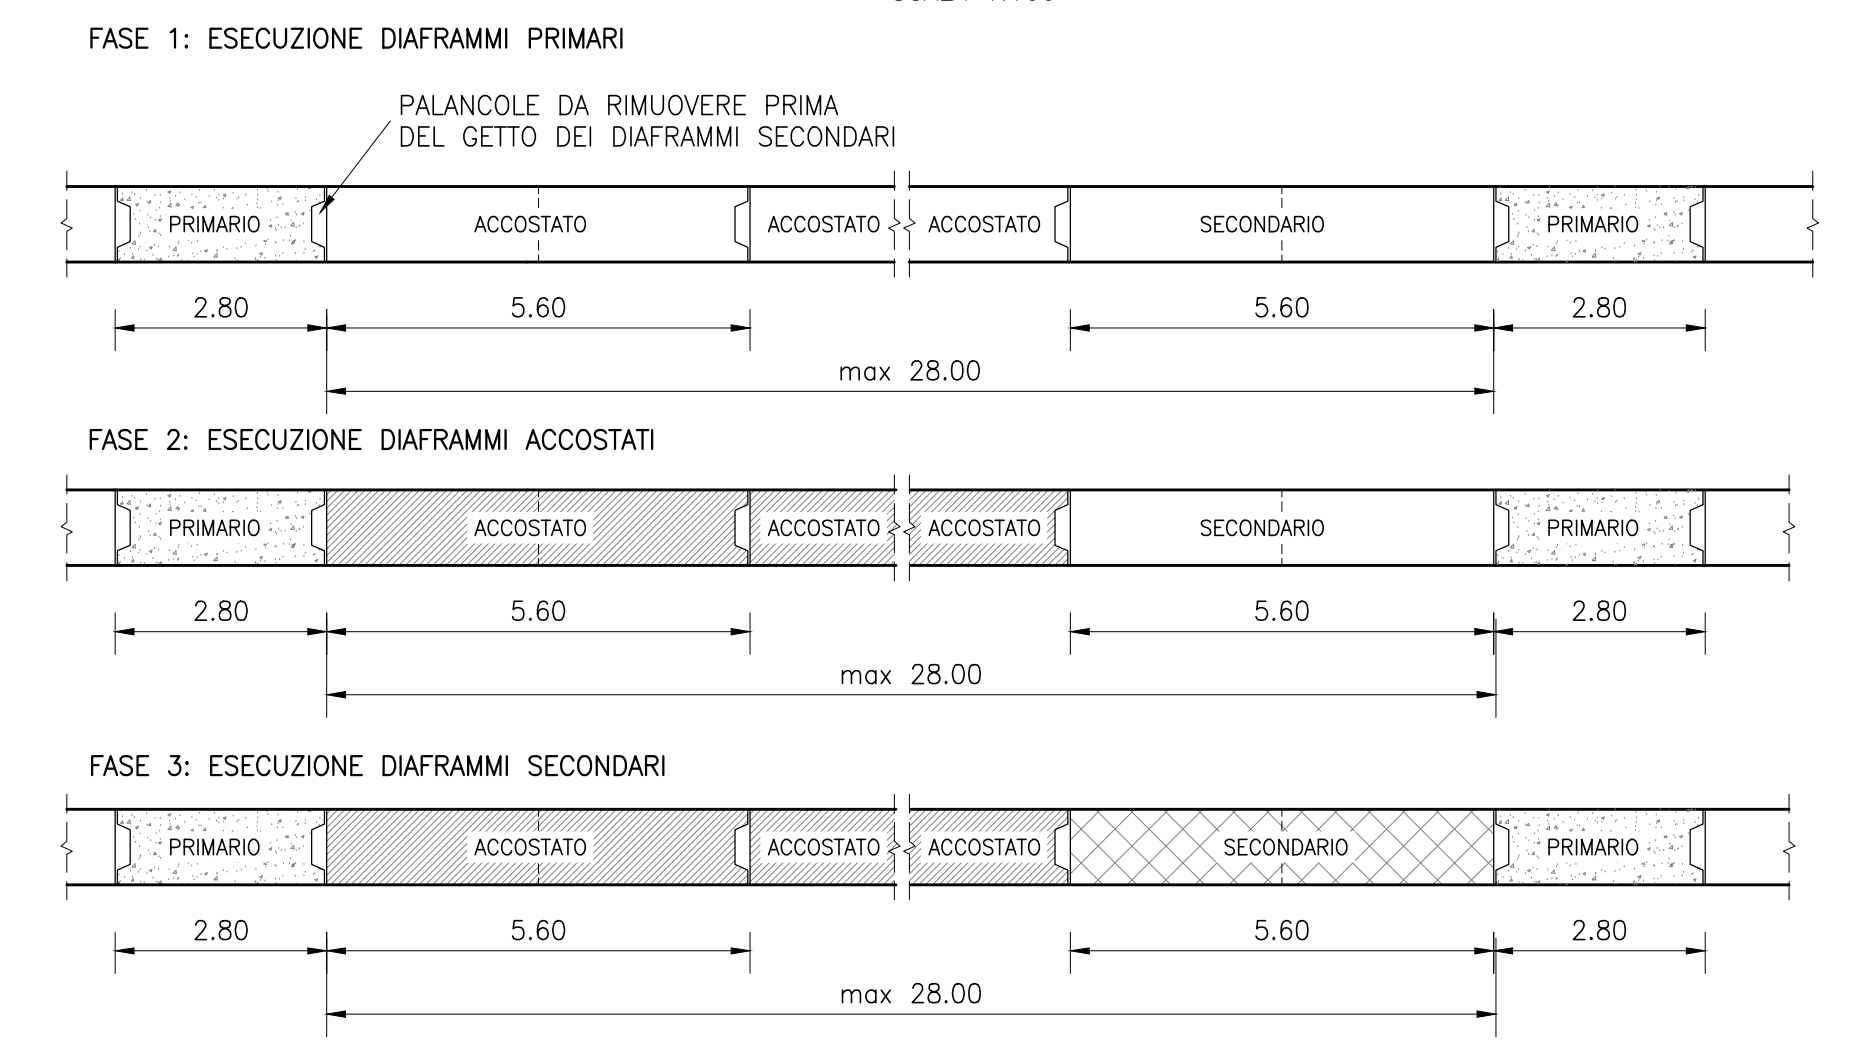 FASE 1: ESECUZIONE DIAFRAMMI PRIMARI
PALANCOLE DA RIMUOVERE PRIMA
DEL GETTO DEI DIAFRAMMI SECONDARI
PRIMARIO ACCOSTATO ACCOSTATO ACCOSTATO SECONDARIO PRIMARIO
2.80 5.60 5.60 2.80
max 28.00
FASE 2: ESECUZIONE DIAFRAMMI ACCOSTATI
PRIMARIO ACCOSTATO ACCOSTATO ACCOSTATO SECONDARIO PRIMARIO
2.80 5.60 5.60 2.80
max 28.00
FASE 3: ESECUZIONE DIAFRAMMI SECONDARI
PRIMARIO ACCOSTATO ACCOSTATO ACCOSTATO SECONDARIO PRIMARIO
2.80 5.60 5.60 2.80
max 28.00